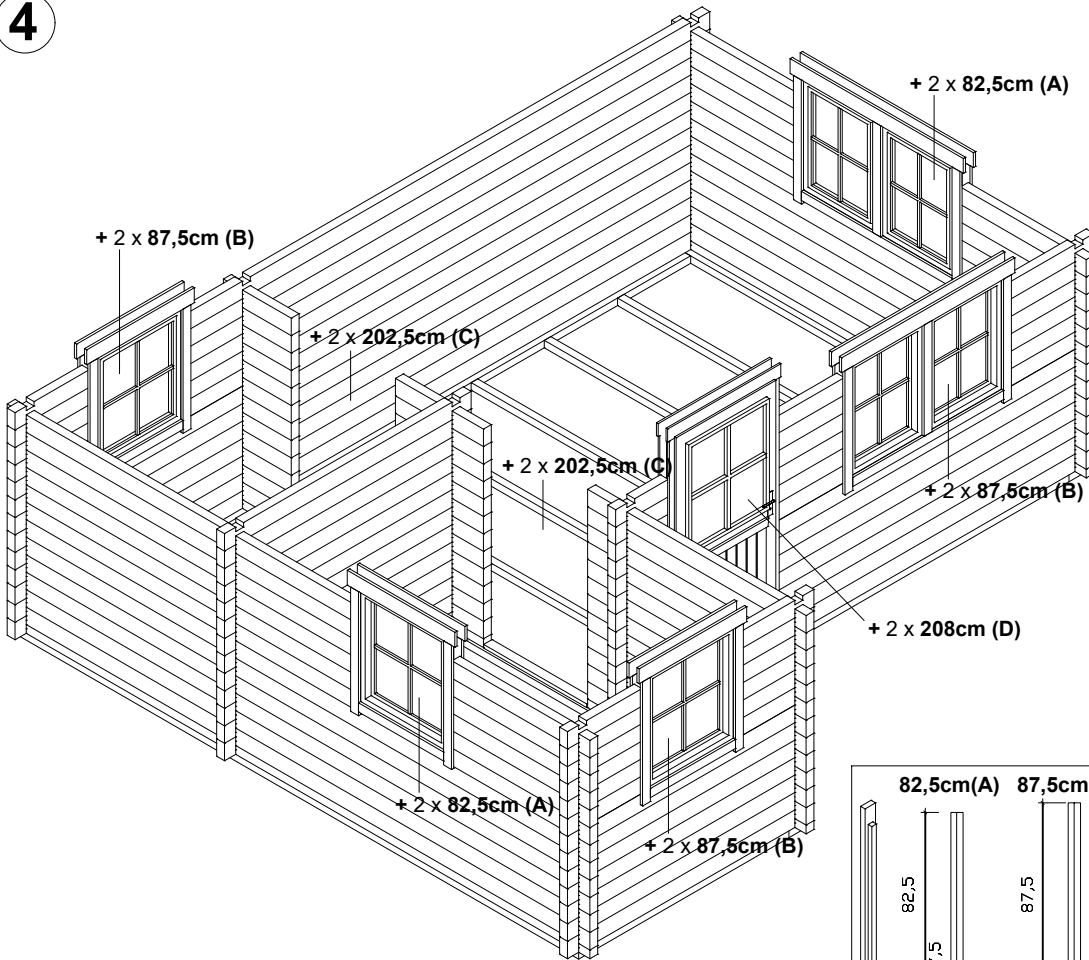 4
+ 2 x 82,5cm (A)
+ 2 x 87,5cm (B)
+ 2 x 202,5cm (C)
+ 2 x 202,5cm (C)
+ 2 x 87,5cm (B)
+ 2 x 208cm (D)
+ 2 x 82,5cm (A)
+ 2 x 87,5cm (B)
82,5cm(A) 87,5cm
82,5
87,5